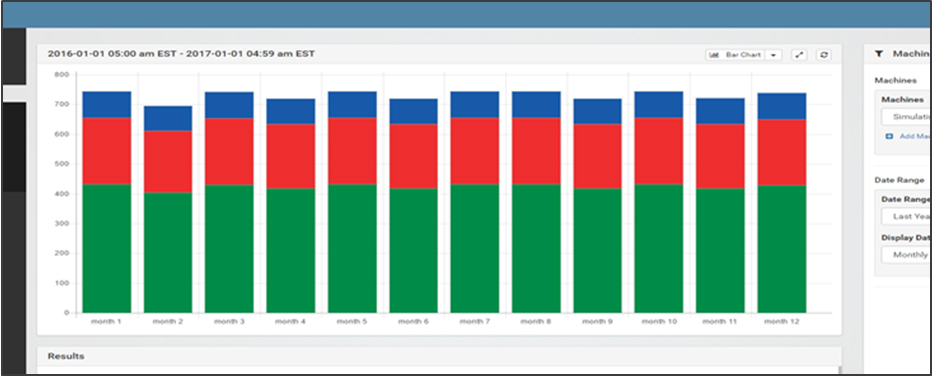 2016-01-01 05:00 am EST - 2017-01-01 04:59 am EST
Bar Chart
800
700
600
500
400
300
200
100
0
month 1 month 2 month 3 month 4 month 5 month 6 month 7 month 8 month 9 month 10 month 11 month 12
Results
Machin
Machines
Machines
Simulati
Add Ma
Date Range
Date Range
Last Yea
Display Dat
Monthly